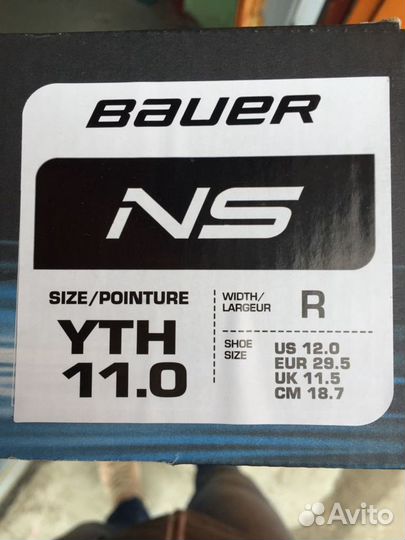 BAUER
NS
SIZE/POINTURE
YTH
11.0
WIDTH/
LARGEUR
R
SHOE
SIZE
US 12.0
EUR 29.5
UK 11.5
CM 18.7
Avito